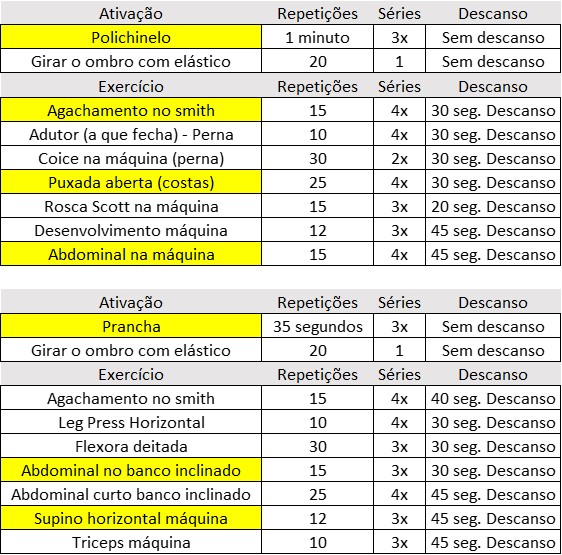 Ativação Repetições Séries Descanso
Polichinelo 1 minuto 3x Sem descanso
Girar o ombro com elástico 20 1 Sem descanso
Exercício Repetições Séries Descanso
Agachamento no smith 15 4x 30 seg. Descanso
Adutor (a que fecha) - Perna 10 4x 30 seg. Descanso
Coice na máquina (perna) 30 2x 30 seg. Descanso
Puxada aberta (costas) 25 4x 30 seg. Descanso
Rosca Scott na máquina 15 3x 20 seg. Descanso
Desenvolvimento máquina 12 3x 45 seg. Descanso
Abdominal na máquina 15 4x 45 seg. Descanso
Ativação Repetições Séries Descanso
Prancha 35 segundos 3x Sem descanso
Girar o ombro com elástico 20 1 Sem descanso
Exercício Repetições Séries Descanso
Agachamento no smith 15 4x 40 seg. Descanso
Leg Press Horizontal 10 4x 30 seg. Descanso
Flexora deitada 30 3x 30 seg. Descanso
Abdominal no banco inclinado 15 3x 30 seg. Descanso
Abdominal curto banco inclinado 25 4x 45 seg. Descanso
Supino horizontal máquina 12 3x 45 seg. Descanso
Triceps máquina 10 3x 45 seg. Descanso